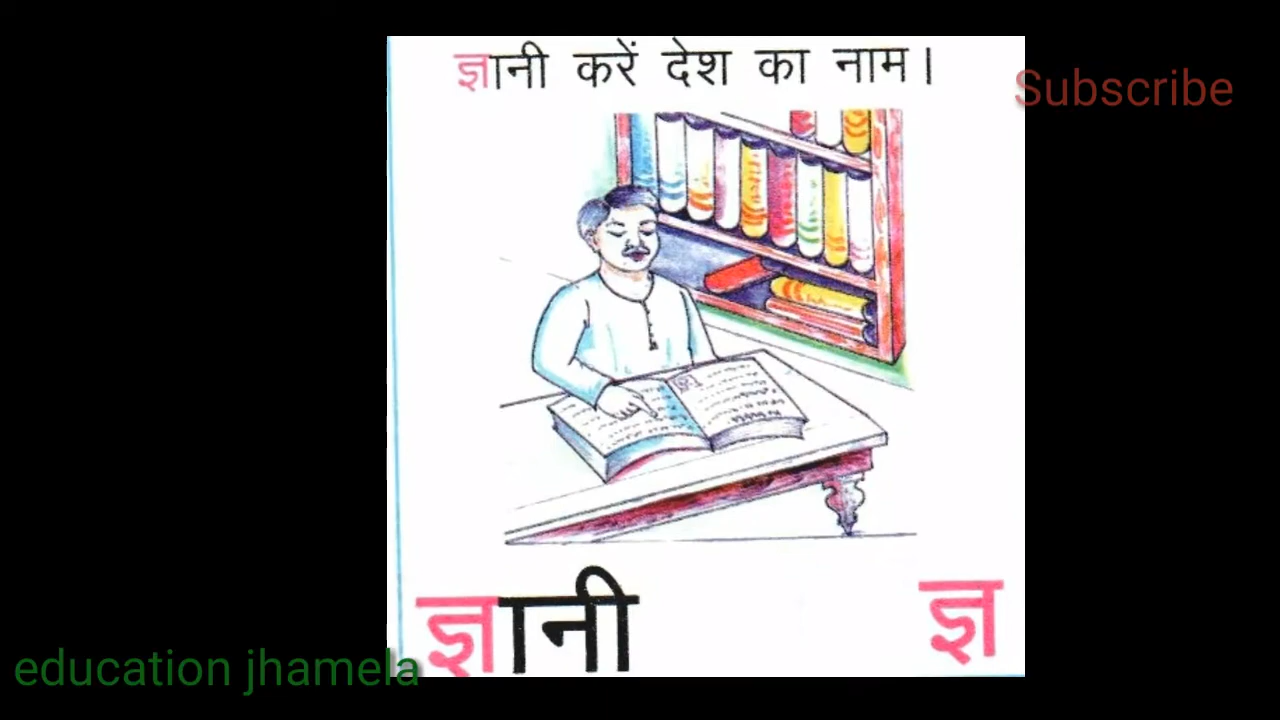 ज्ञानी करें देश का नाम।
Subscribe
ज्ञानी
ज्ञ
education jhamela